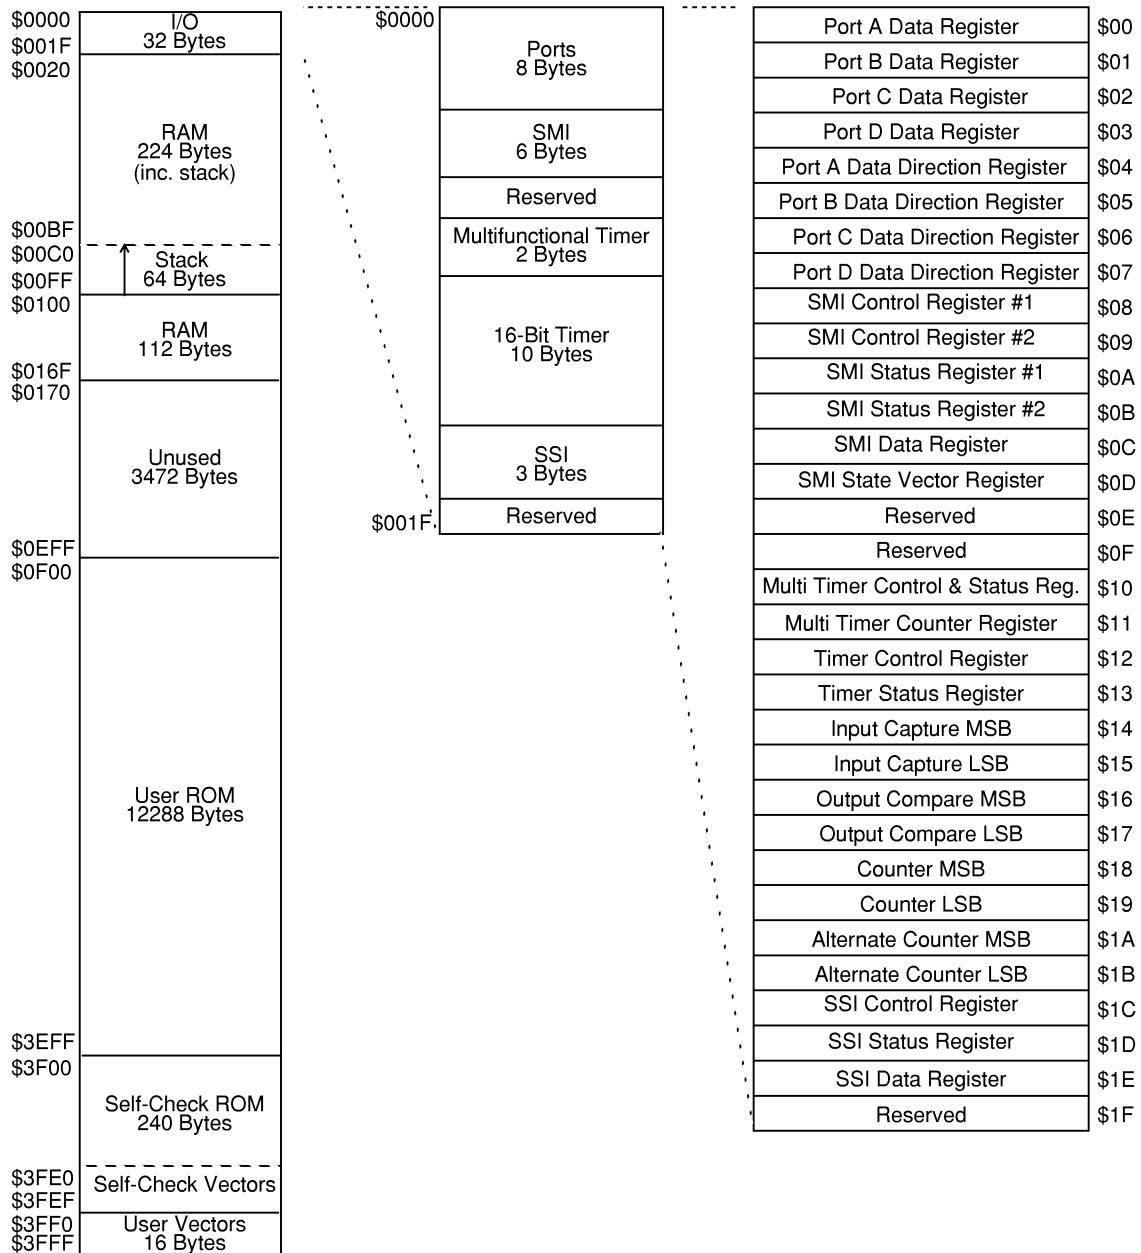 $0000
I/O
32 Bytes
$001F
$0020
RAM
224 Bytes
(inc. stack)
$00BF
$00C0
Stack
64 Bytes
$00FF
$0100
RAM
112 Bytes
$016F
$0170
Unused
3472 Bytes
$0EFF
$0F00
User ROM
12288 Bytes
$3EFF
$3F00
Self-Check ROM
240 Bytes
$3FE0
Self-Check Vectors
$3FEF
$3FF0
User Vectors
$3FFF
16 Bytes
$0000
Ports
8 Bytes
SMI
6 Bytes
Reserved
Multifunctional Timer
2 Bytes
16-Bit Timer
10 Bytes
SSI
3 Bytes
Reserved
$001F
Port A Data Register $00
Port B Data Register $01
Port C Data Register $02
Port D Data Register $03
Port A Data Direction Register $04
Port B Data Direction Register $05
Port C Data Direction Register $06
Port D Data Direction Register $07
SMI Control Register #1 $08
SMI Control Register #2 $09
SMI Status Register #1 $0A
SMI Status Register #2 $0B
SMI Data Register $0C
SMI State Vector Register $0D
Reserved $0E
Reserved $0F
Multi Timer Control & Status Reg. $10
Multi Timer Counter Register $11
Timer Control Register $12
Timer Status Register $13
Input Capture MSB $14
Input Capture LSB $15
Output Compare MSB $16
Output Compare LSB $17
Counter MSB $18
Counter LSB $19
Alternate Counter MSB $1A
Alternate Counter LSB $1B
SSI Control Register $1C
SSI Status Register $1D
SSI Data Register $1E
Reserved $1F